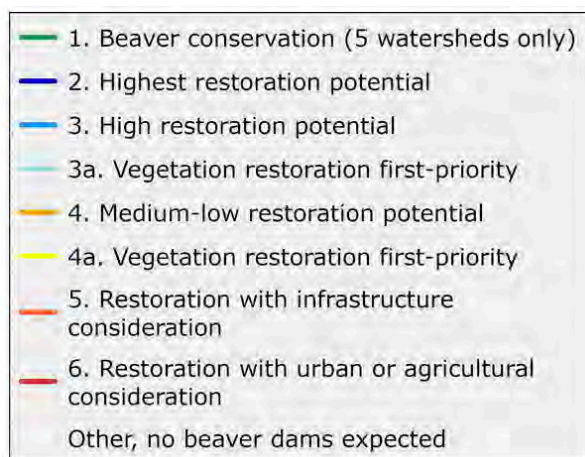 1. Beaver conservation (5 watersheds only)
2. Highest restoration potential
3. High restoration potential
3a. Vegetation restoration first-priority
4. Medium-low restoration potential
4a. Vegetation restoration first-priority
5. Restoration with infrastructure
consideration
6. Restoration with urban or agricultural
consideration
Other, no beaver dams expected